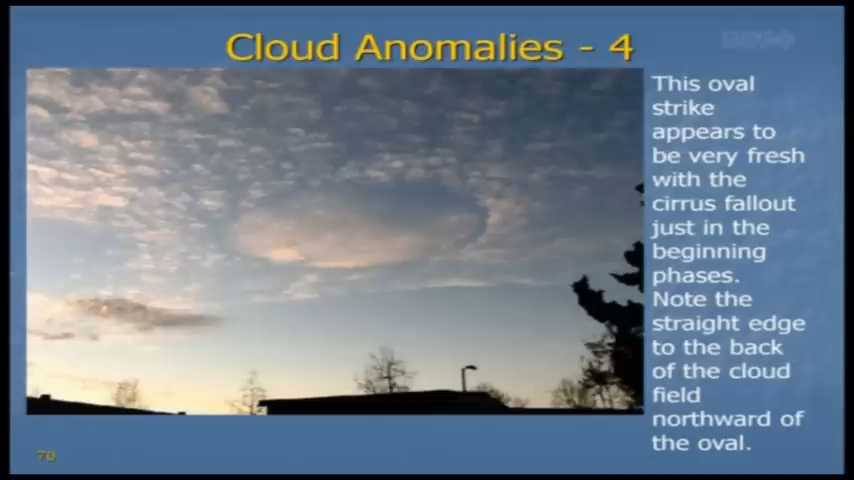 Cloud Anomalies - 4
This oval
strike
appears to
be very fresh
with the
cirrus fallout
just in the
beginning
phases.
Note the
straight edge
to the back
of the cloud
field
northward of
the oval.
70